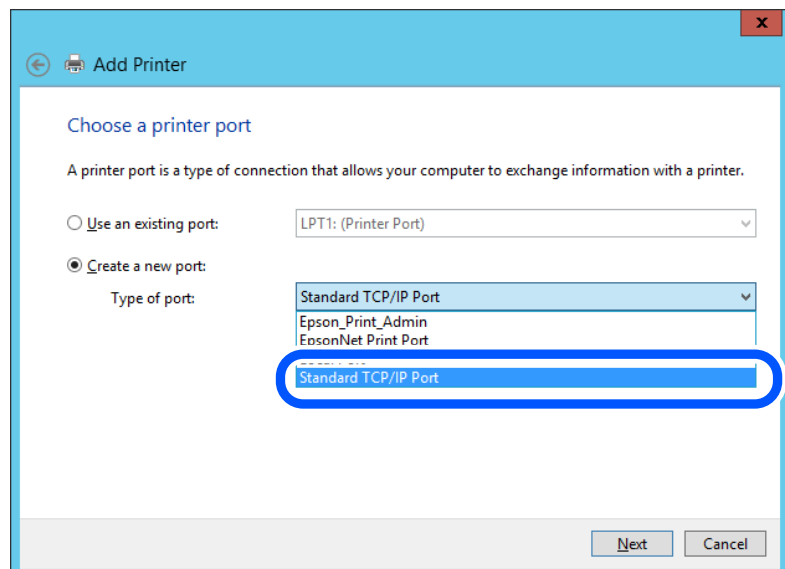 x
Add Printer
Choose a printer port
A printer port is a type of connection that allows your computer to exchange information with a printer.
Use an existing port:
LPT1: (Printer Port)
Create a new port:
Type of port:
Standard TCP/IP Port
Epson_Print_Admin
EpsonNet Print Port
Standard TCP/IP Port
Next
Cancel